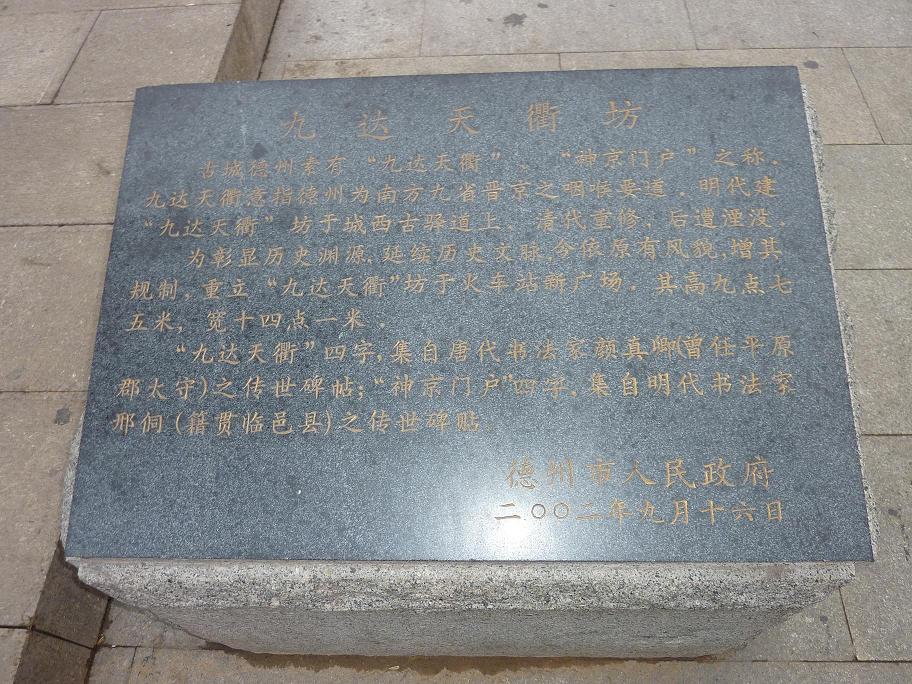 九达天衢坊
古城德州素有“九达天衢”、“神京门户”之称。
九达天衢意指德州为南方九省晋京之咽喉要道。明代建
“九达天衢”坊于城西古驿道上。清代重修，后遭湮没。
为彰显历史渊源,延续历史文脉,今依原有风貌,增其
规制,重立“九达天衢”坊于火车站新广场。其高九点七
五米,宽十四点一米。
“九达天衢”四字,集自唐代书法家颜真卿(曾任平原
郡太守)之传世碑帖;“神京门户”四字,集自明代书法家
邢侗(籍贯临邑县)之传世碑贴。
德州市人民政府
二〇〇二年九月十六日